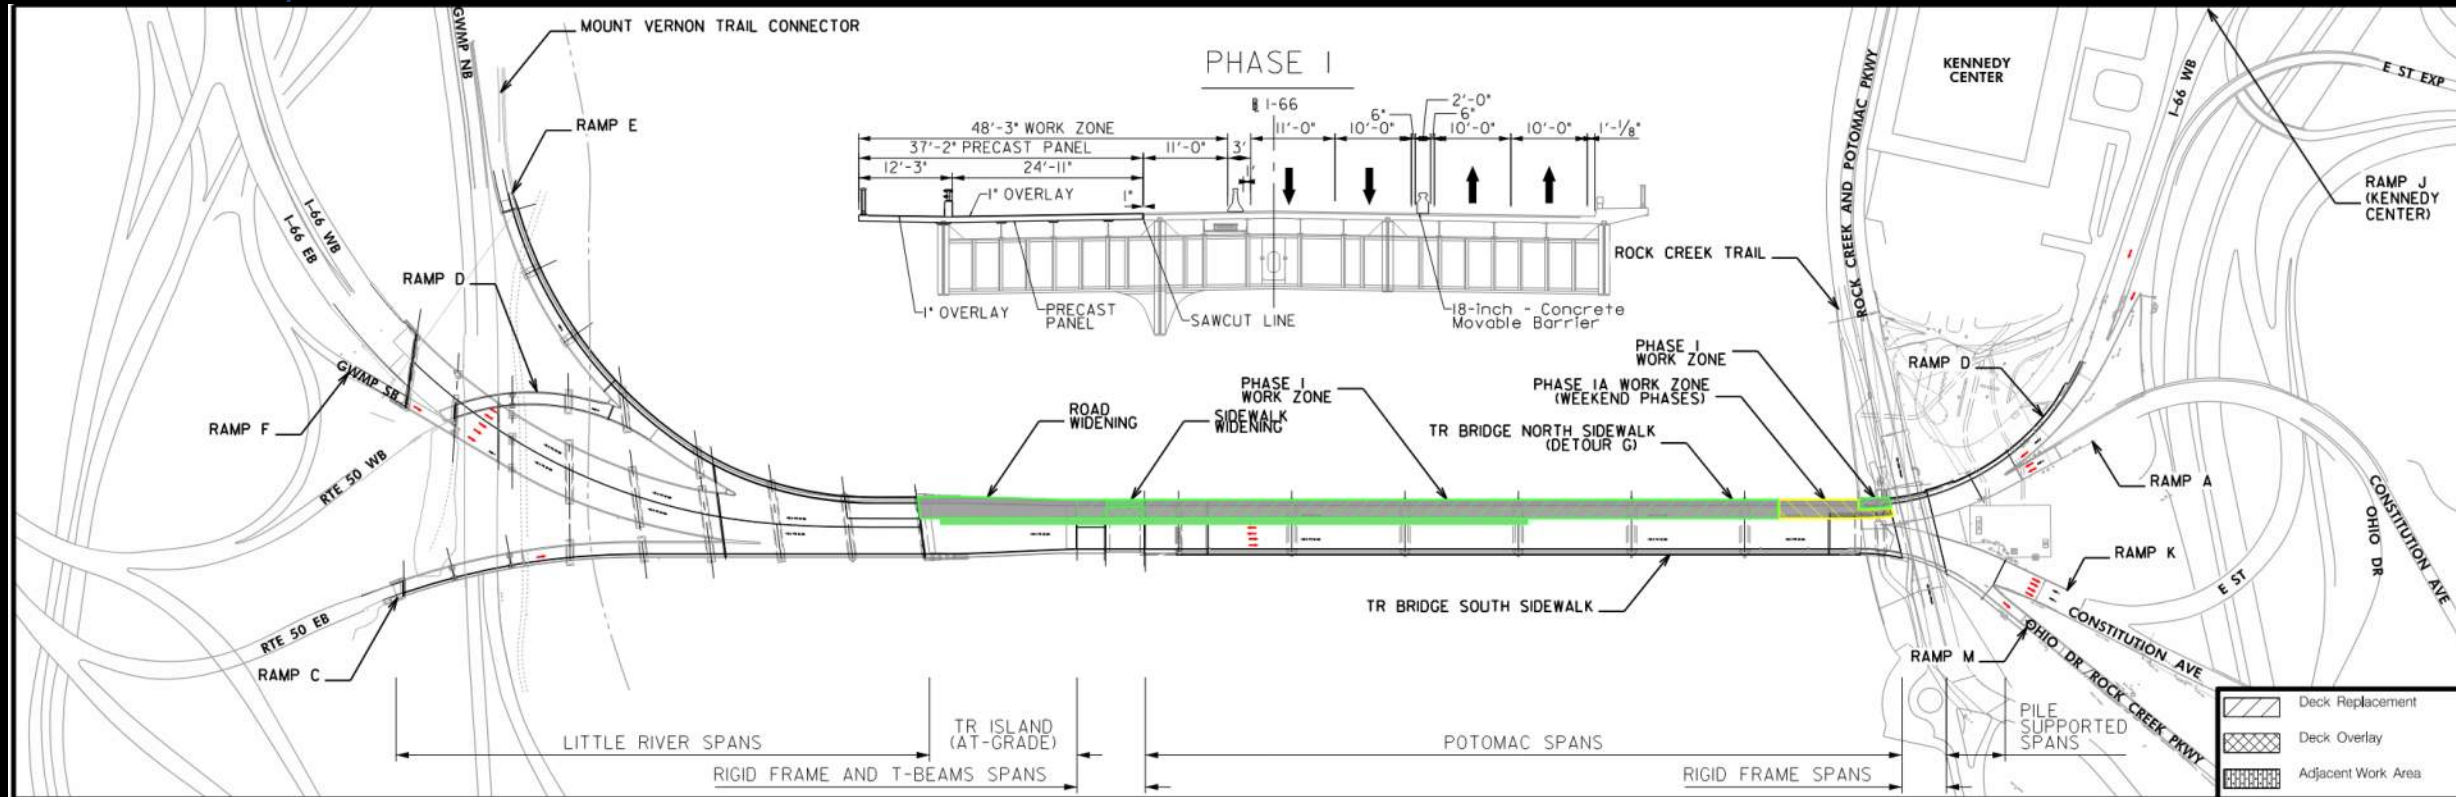 MOUNT VERNON TRAIL CONNECTOR
GWMP NB
RAMP E
I-66 WB
I-66 EB
RAMP D
GWMP SB
RAMP F
RTE 50 WB
RTE 50 EB
RAMP C
PHASE I
℄ I-66
2'-0"
6"
6"
48'-3" WORK ZONE
11'-0"
10'-0"
10'-0"
10'-0"
1'-1/8"
37'-2" PRECAST PANEL
11'-0"
3'
12'-3"
24'-11"
1'
1" OVERLAY
1"
1" OVERLAY
PRECAST
PANEL
SAWCUT LINE
18-inch - Concrete
Movable Barrier
ROCK CREEK AND POTOMAC PKWY
KENNEDY
CENTER
I-66 WB
E ST EXP
RAMP J
(KENNEDY
CENTER)
ROCK CREEK TRAIL
PHASE I
WORK ZONE
RAMP D
PHASE IA WORK ZONE
(WEEKEND PHASES)
PHASE I
WORK ZONE
ROAD
WIDENING
SIDEWALK
WIDENING
TR BRIDGE NORTH SIDEWALK
(DETOUR G)
RAMP A
CONSTITUTION AVE
OHIO DR
RAMP K
E ST
CONSTITUTION AVE
TR BRIDGE SOUTH SIDEWALK
OHIO DR/ROCK CREEK PKWY
RAMP M
LITTLE RIVER SPANS
TR ISLAND
(AT-GRADE)
POTOMAC SPANS
PILE
SUPPORTED
SPANS
RIGID FRAME AND T-BEAMS SPANS
RIGID FRAME SPANS
Deck Replacement
Deck Overlay
Adjacent Work Area